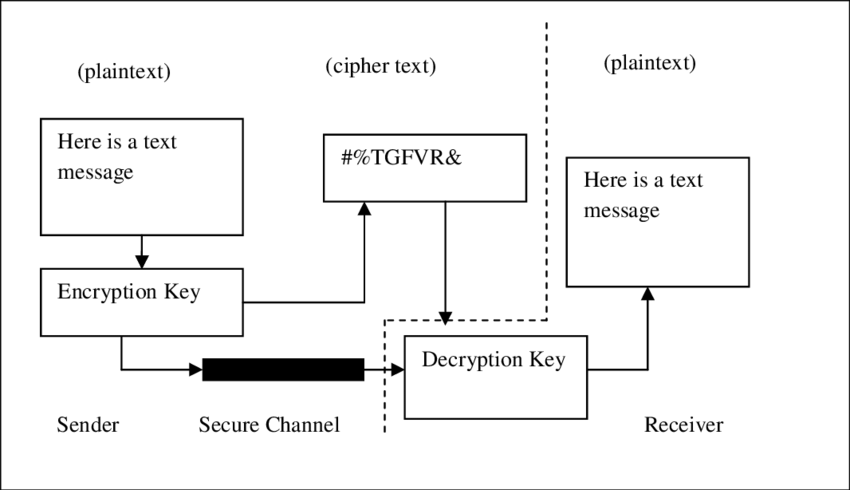 (plaintext)
(cipher text)
(plaintext)
Here is a text
message
#%TGFVR&
Here is a text
message
Encryption Key
Decryption Key
Sender
Secure Channel
Receiver